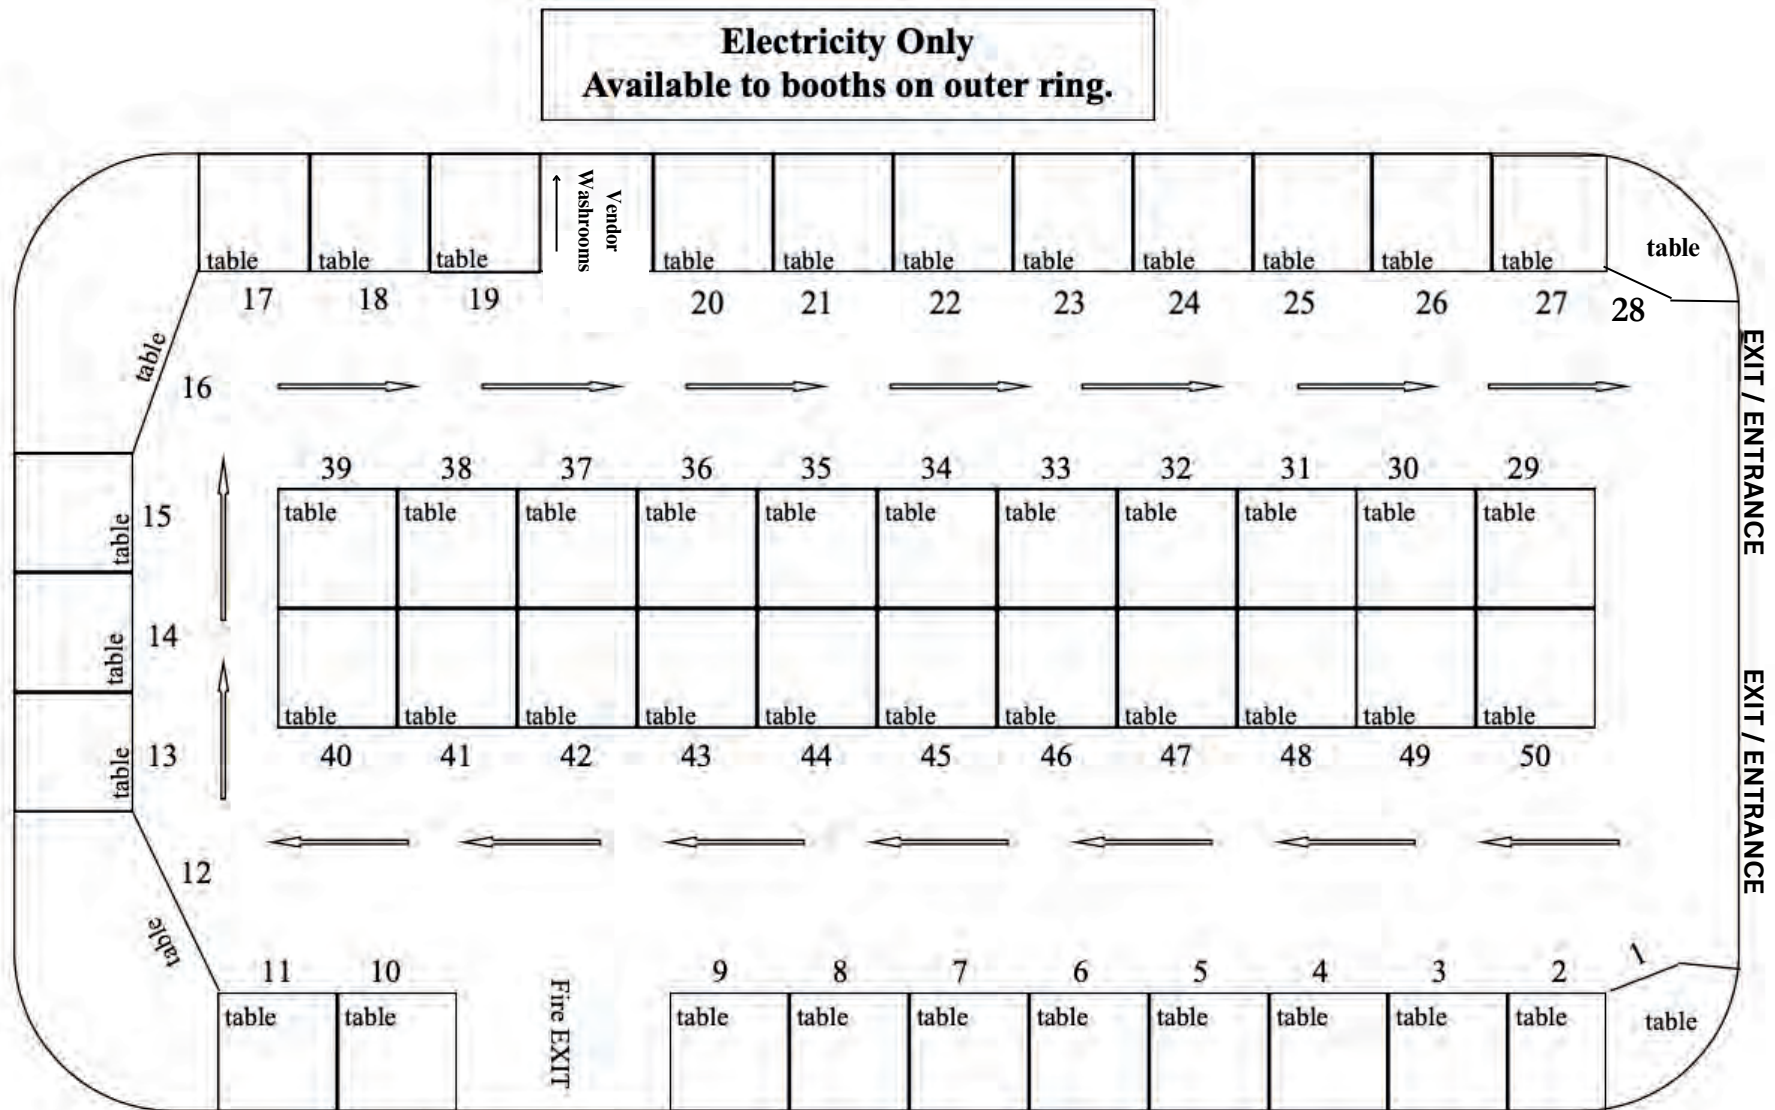 Electricity Only
Available to booths on outer ring.
Vendor
Washrooms
table
table
table
table
table
table
table
table
table
table
table
table
17
18
19
20
21
22
23
24
25
26
27
28
table
16
EXIT / ENTRANCE
39
38
37
36
35
34
33
32
31
30
29
table
15
table
table
table
table
table
table
table
table
table
table
table
table
14
table
13
table
table
table
table
table
table
table
table
table
table
table
40
41
42
43
44
45
46
47
48
49
50
EXIT / ENTRANCE
12
table
11
10
Fire EXIT
9
8
7
6
5
4
3
2
1
table
table
table
table
table
table
table
table
table
table
table